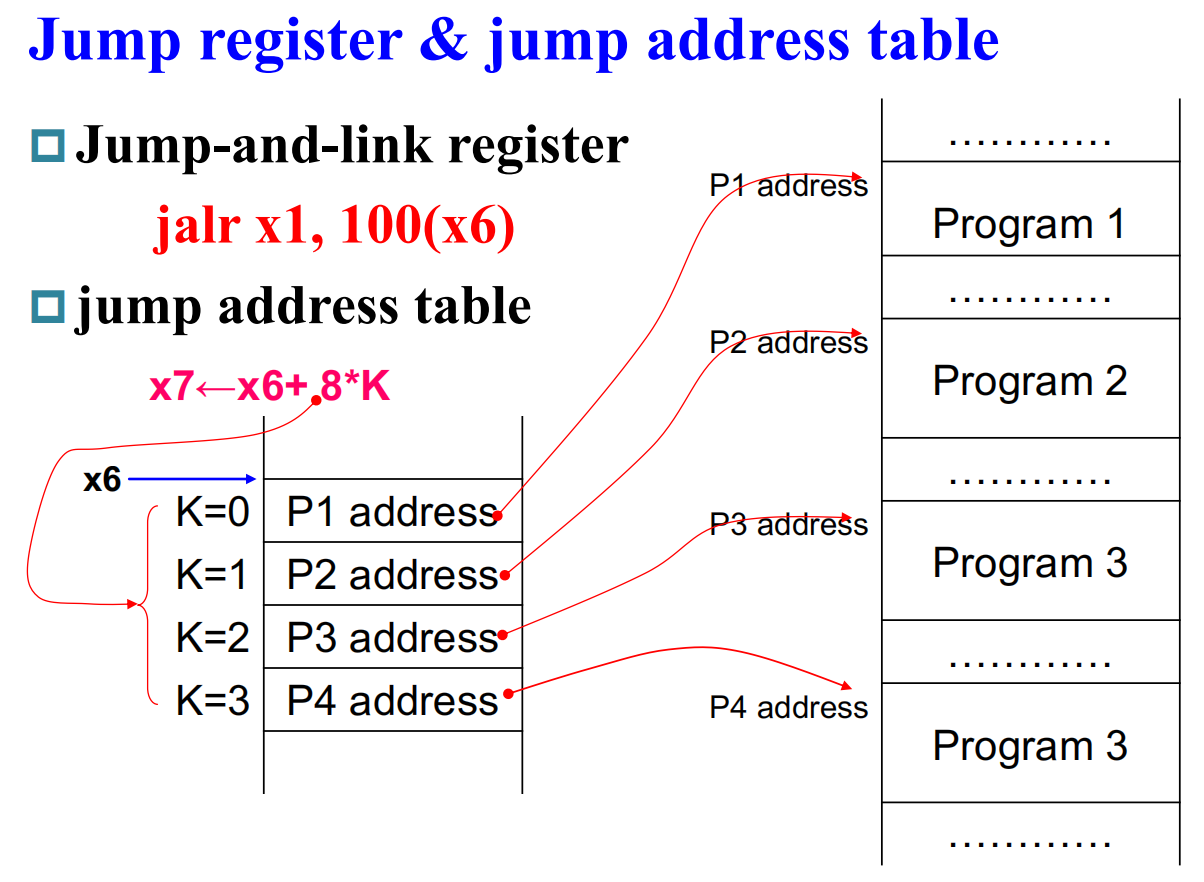 Jump register & jump address table
Jump-and-link register
jalr x1, 100(x6)
jump address table
x7←x6+ 8*K
x6
K=0 P1 address
K=1 P2 address
K=2 P3 address
K=3 P4 address
............
P1 address
Program 1
............
P2 address
Program 2
............
P3 address
Program 3
............
P4 address
Program 3
............